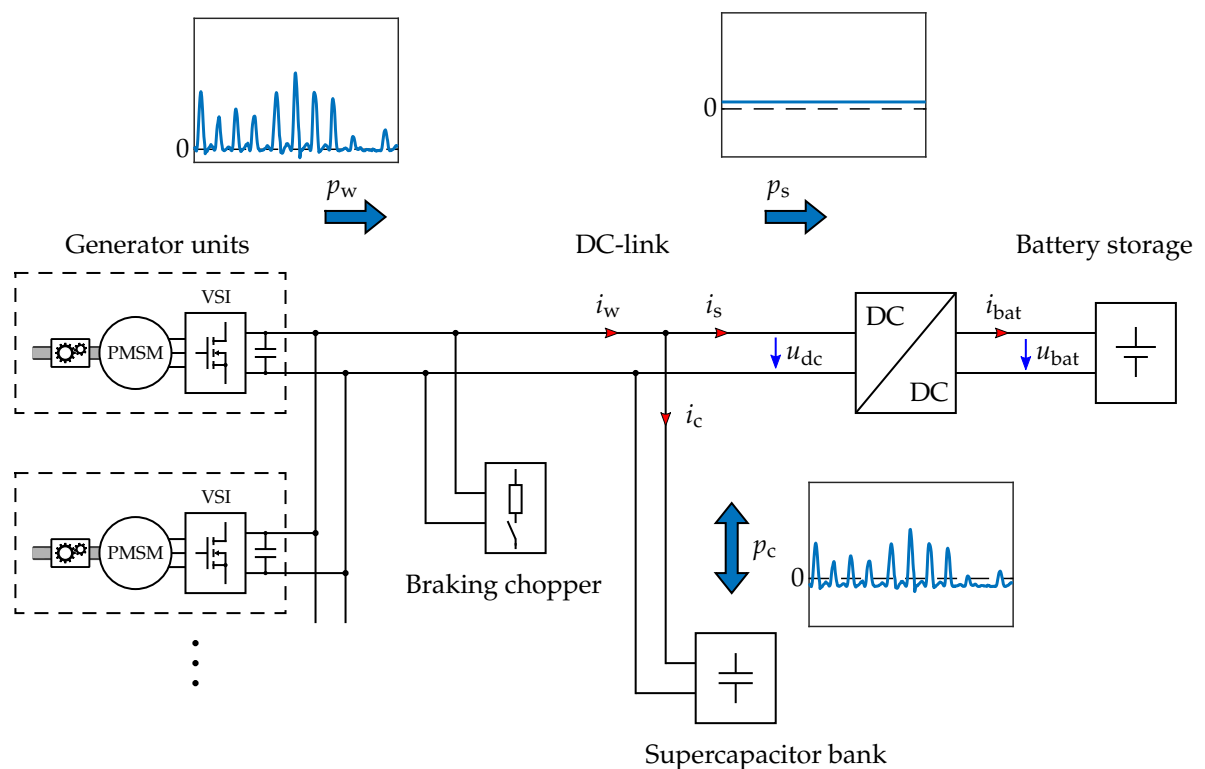 0
0
p_w
p_s
Generator units
DC-link
Battery storage
VSI
i_w
i_s
i_bat
PMSM
DC
DC
u_dc
u_bat
i_c
VSI
PMSM
Braking chopper
p_c
0
Supercapacitor bank